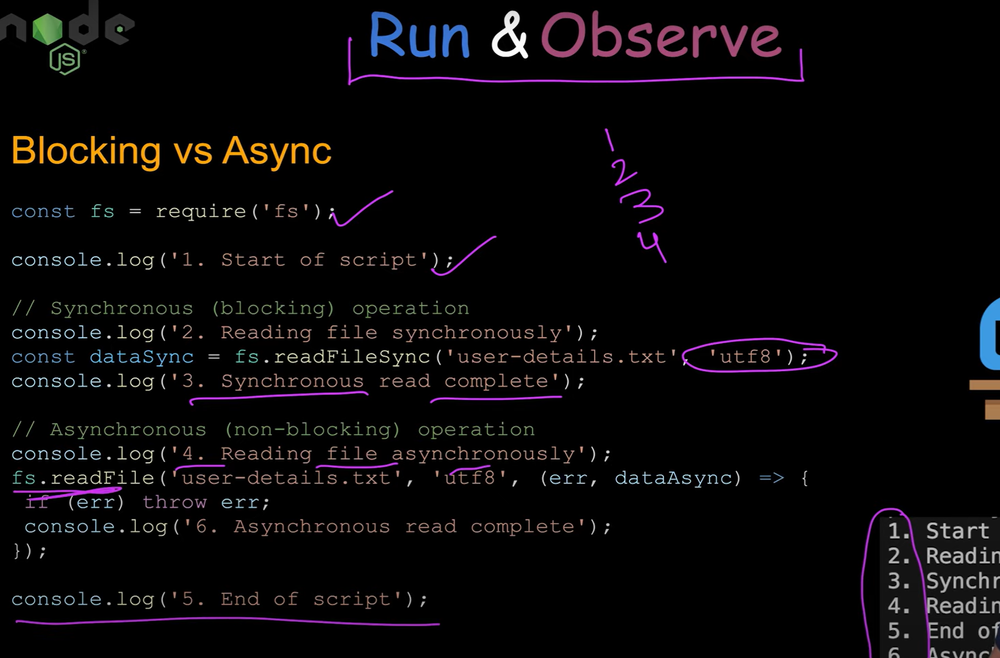 node
JS
Run & Observe
Blocking vs Async
1
2
3
4
const fs = require('fs');
console.log('1. Start of script');
// Synchronous (blocking) operation
console.log('2. Reading file synchronously');
const dataSync = fs.readFileSync('user-details.txt', 'utf8');
console.log('3. Synchronous read complete');
// Asynchronous (non-blocking) operation
console.log('4. Reading file asynchronously');
fs.readFile('user-details.txt', 'utf8', (err, dataAsync) => {
if (err) throw err;
console.log('6. Asynchronous read complete');
});
console.log('5. End of script');
1. Start
2. Readin
3. Synchr
4. Readin
5. End of
6. Async